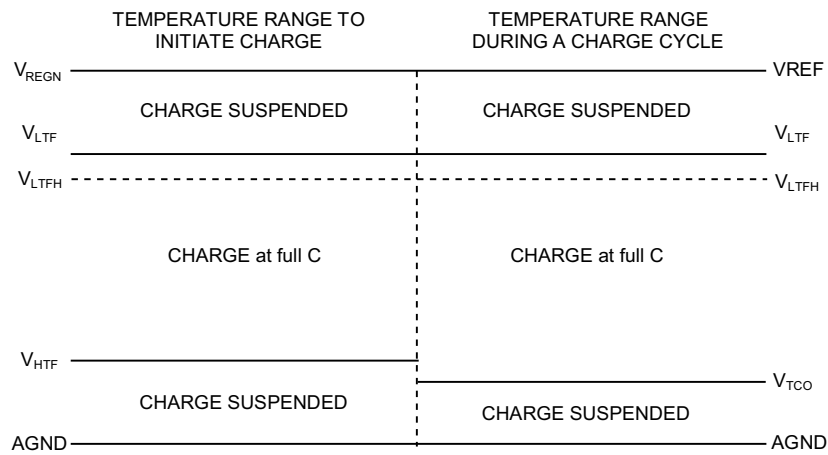 TEMPERATURE RANGE TO
INITIATE CHARGE
TEMPERATURE RANGE
DURING A CHARGE CYCLE
VREGN
VREF
CHARGE SUSPENDED
CHARGE SUSPENDED
VLTF
VLTF
VLTFH
VLTFH
CHARGE at full C
CHARGE at full C
VHTF
VTCO
CHARGE SUSPENDED
CHARGE SUSPENDED
AGND
AGND